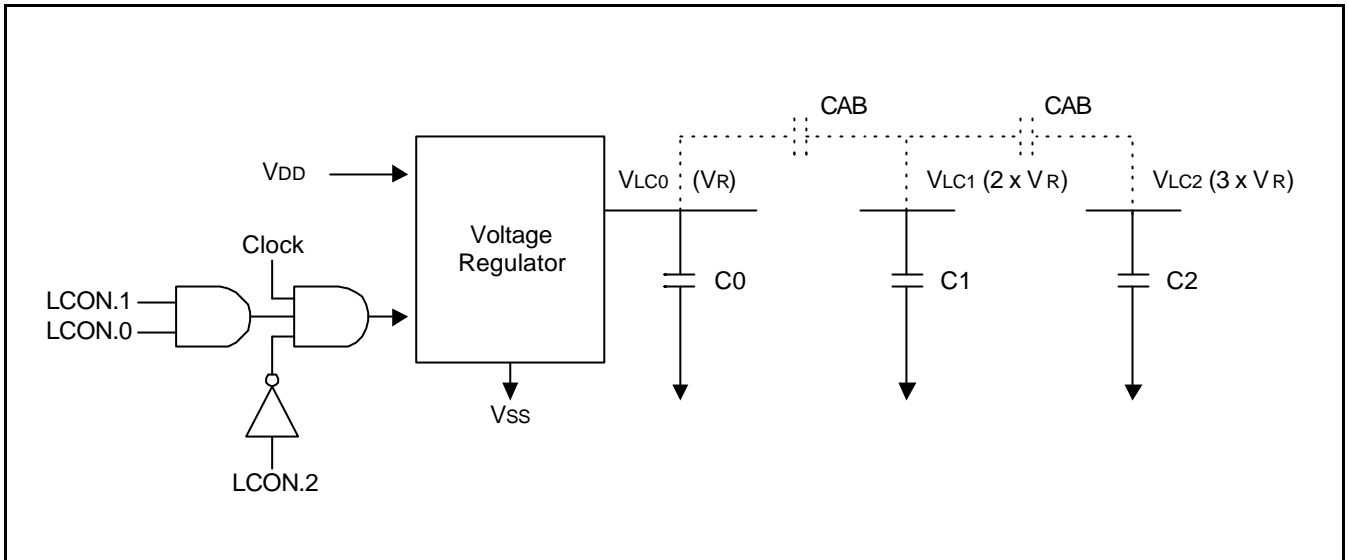 CAB
CAB
VDD
VLC0 (VR)
VLC1 (2 x VR)
VLC2 (3 x VR)
Voltage
Regulator
Clock
C0
C1
C2
LCON.1
LCON.0
VSS
LCON.2